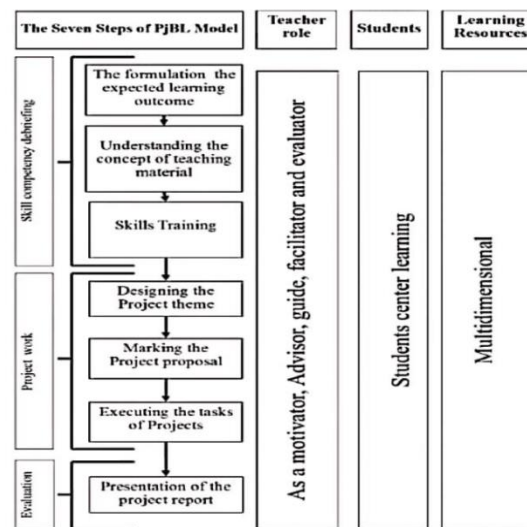 The Seven Steps of PjBL Model
Teacher
role
Students
Learning
Resources
Skill competency debriefing
The formulation the
expected learning
outcome
Understanding the
concept of teaching
material
Skills Training
Project work
Designing the
Project theme
Marking the
Project proposal
Executing the tasks
of Projects
Evaluation
Presentation of the
project report
As a motivator, Advisor, guide, facilitator and evaluator
Students center learning
Multidimensional